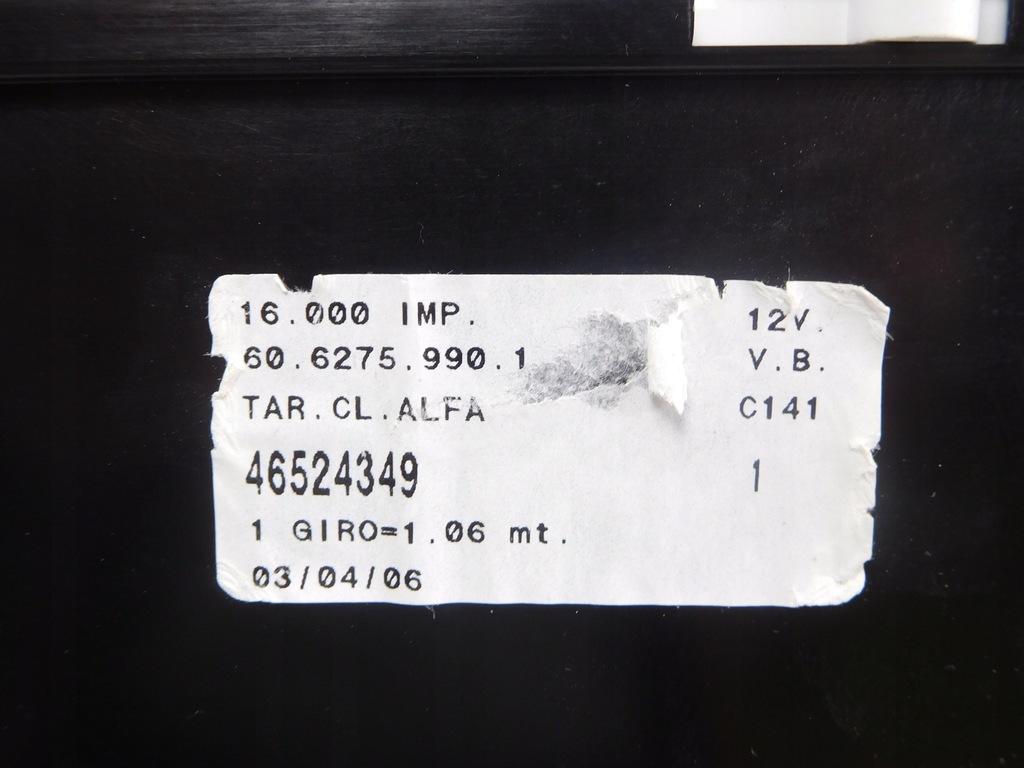 16.000 IMP. 12V.
60.6275.990.1 V.B.
TAR.CL.ALFA C141
46524349 1
1 GIRO=1.06 mt.
03/04/06